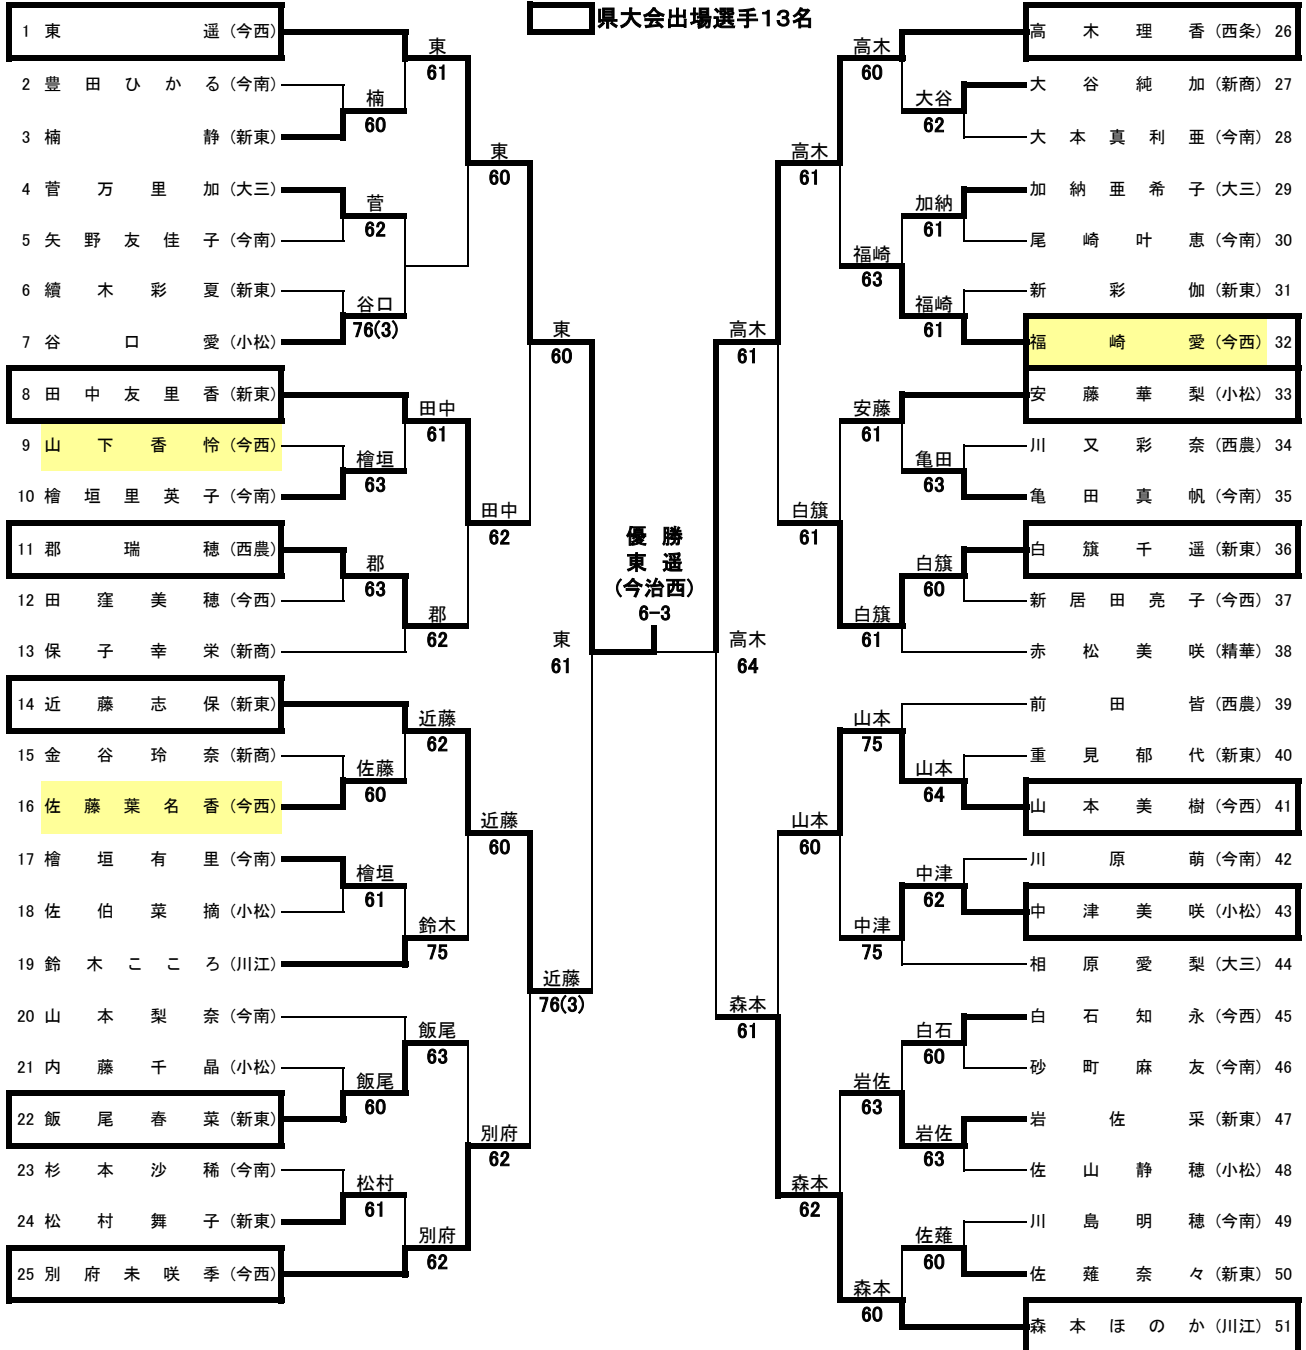 県大会出場選手13名
1 東 遥 (今西)
2 豊田ひかる (今南)
3 楠 静 (新東)
4 菅万里加 (大三)
5 矢野友佳子 (今南)
6 續木彩夏 (新東)
7 谷口愛 (小松)
8 田中友里香 (新東)
9 山下香怜 (今西)
10 檜垣里英子 (今南)
11 郡瑞穂 (西農)
12 田窪美穂 (今西)
13 保子幸栄 (新商)
14 近藤志保 (新東)
15 金谷玲奈 (新商)
16 佐藤葉名香 (今西)
17 檜垣有里 (今南)
18 佐伯菜摘 (小松)
19 鈴木こころ (川江)
20 山本梨奈 (今南)
21 内藤千晶 (小松)
22 飯尾春菜 (新東)
23 杉本沙稀 (今南)
24 松村舞子 (新東)
25 別府未咲季 (今西)
楠
60
菅
62
谷口
76(3)
檜垣
63
郡
63
佐藤
60
檜垣
61
飯尾
60
松村
61
東
61
田中
61
郡
62
近藤
62
鈴木
75
飯尾
63
別府
62
東
60
田中
62
近藤
60
別府
62
東
60
近藤
76(3)
東
61
優勝
東遥
(今治西)
6-3
高木
64
高木
61
森本
61
高木
61
白籏
61
山本
60
森本
62
高木
60
福崎
63
安藤
61
白籏
61
山本
75
中津
75
岩佐
63
森本
60
大谷
62
加納
61
福崎
61
亀田
63
白籏
60
山本
64
中津
62
白石
60
岩佐
63
佐薙
60
高木理香 (西条) 26
大谷純加 (新商) 27
大本真利亜 (今南) 28
加納亜希子 (大三) 29
尾崎叶恵 (今南) 30
新彩伽 (新東) 31
福崎愛 (今西) 32
安藤華梨 (小松) 33
川又彩奈 (西農) 34
亀田真帆 (今南) 35
白籏千遥 (新東) 36
新居田亮子 (今西) 37
赤松美咲 (精華) 38
前田皆 (西農) 39
重見郁代 (新東) 40
山本美樹 (今西) 41
川原萌 (今南) 42
中津美咲 (小松) 43
相原愛梨 (大三) 44
白石知永 (今西) 45
砂町麻友 (今南) 46
岩佐采 (新東) 47
佐山静穂 (小松) 48
川島明穂 (今南) 49
佐薙奈々 (新東) 50
森本ほのか (川江) 51